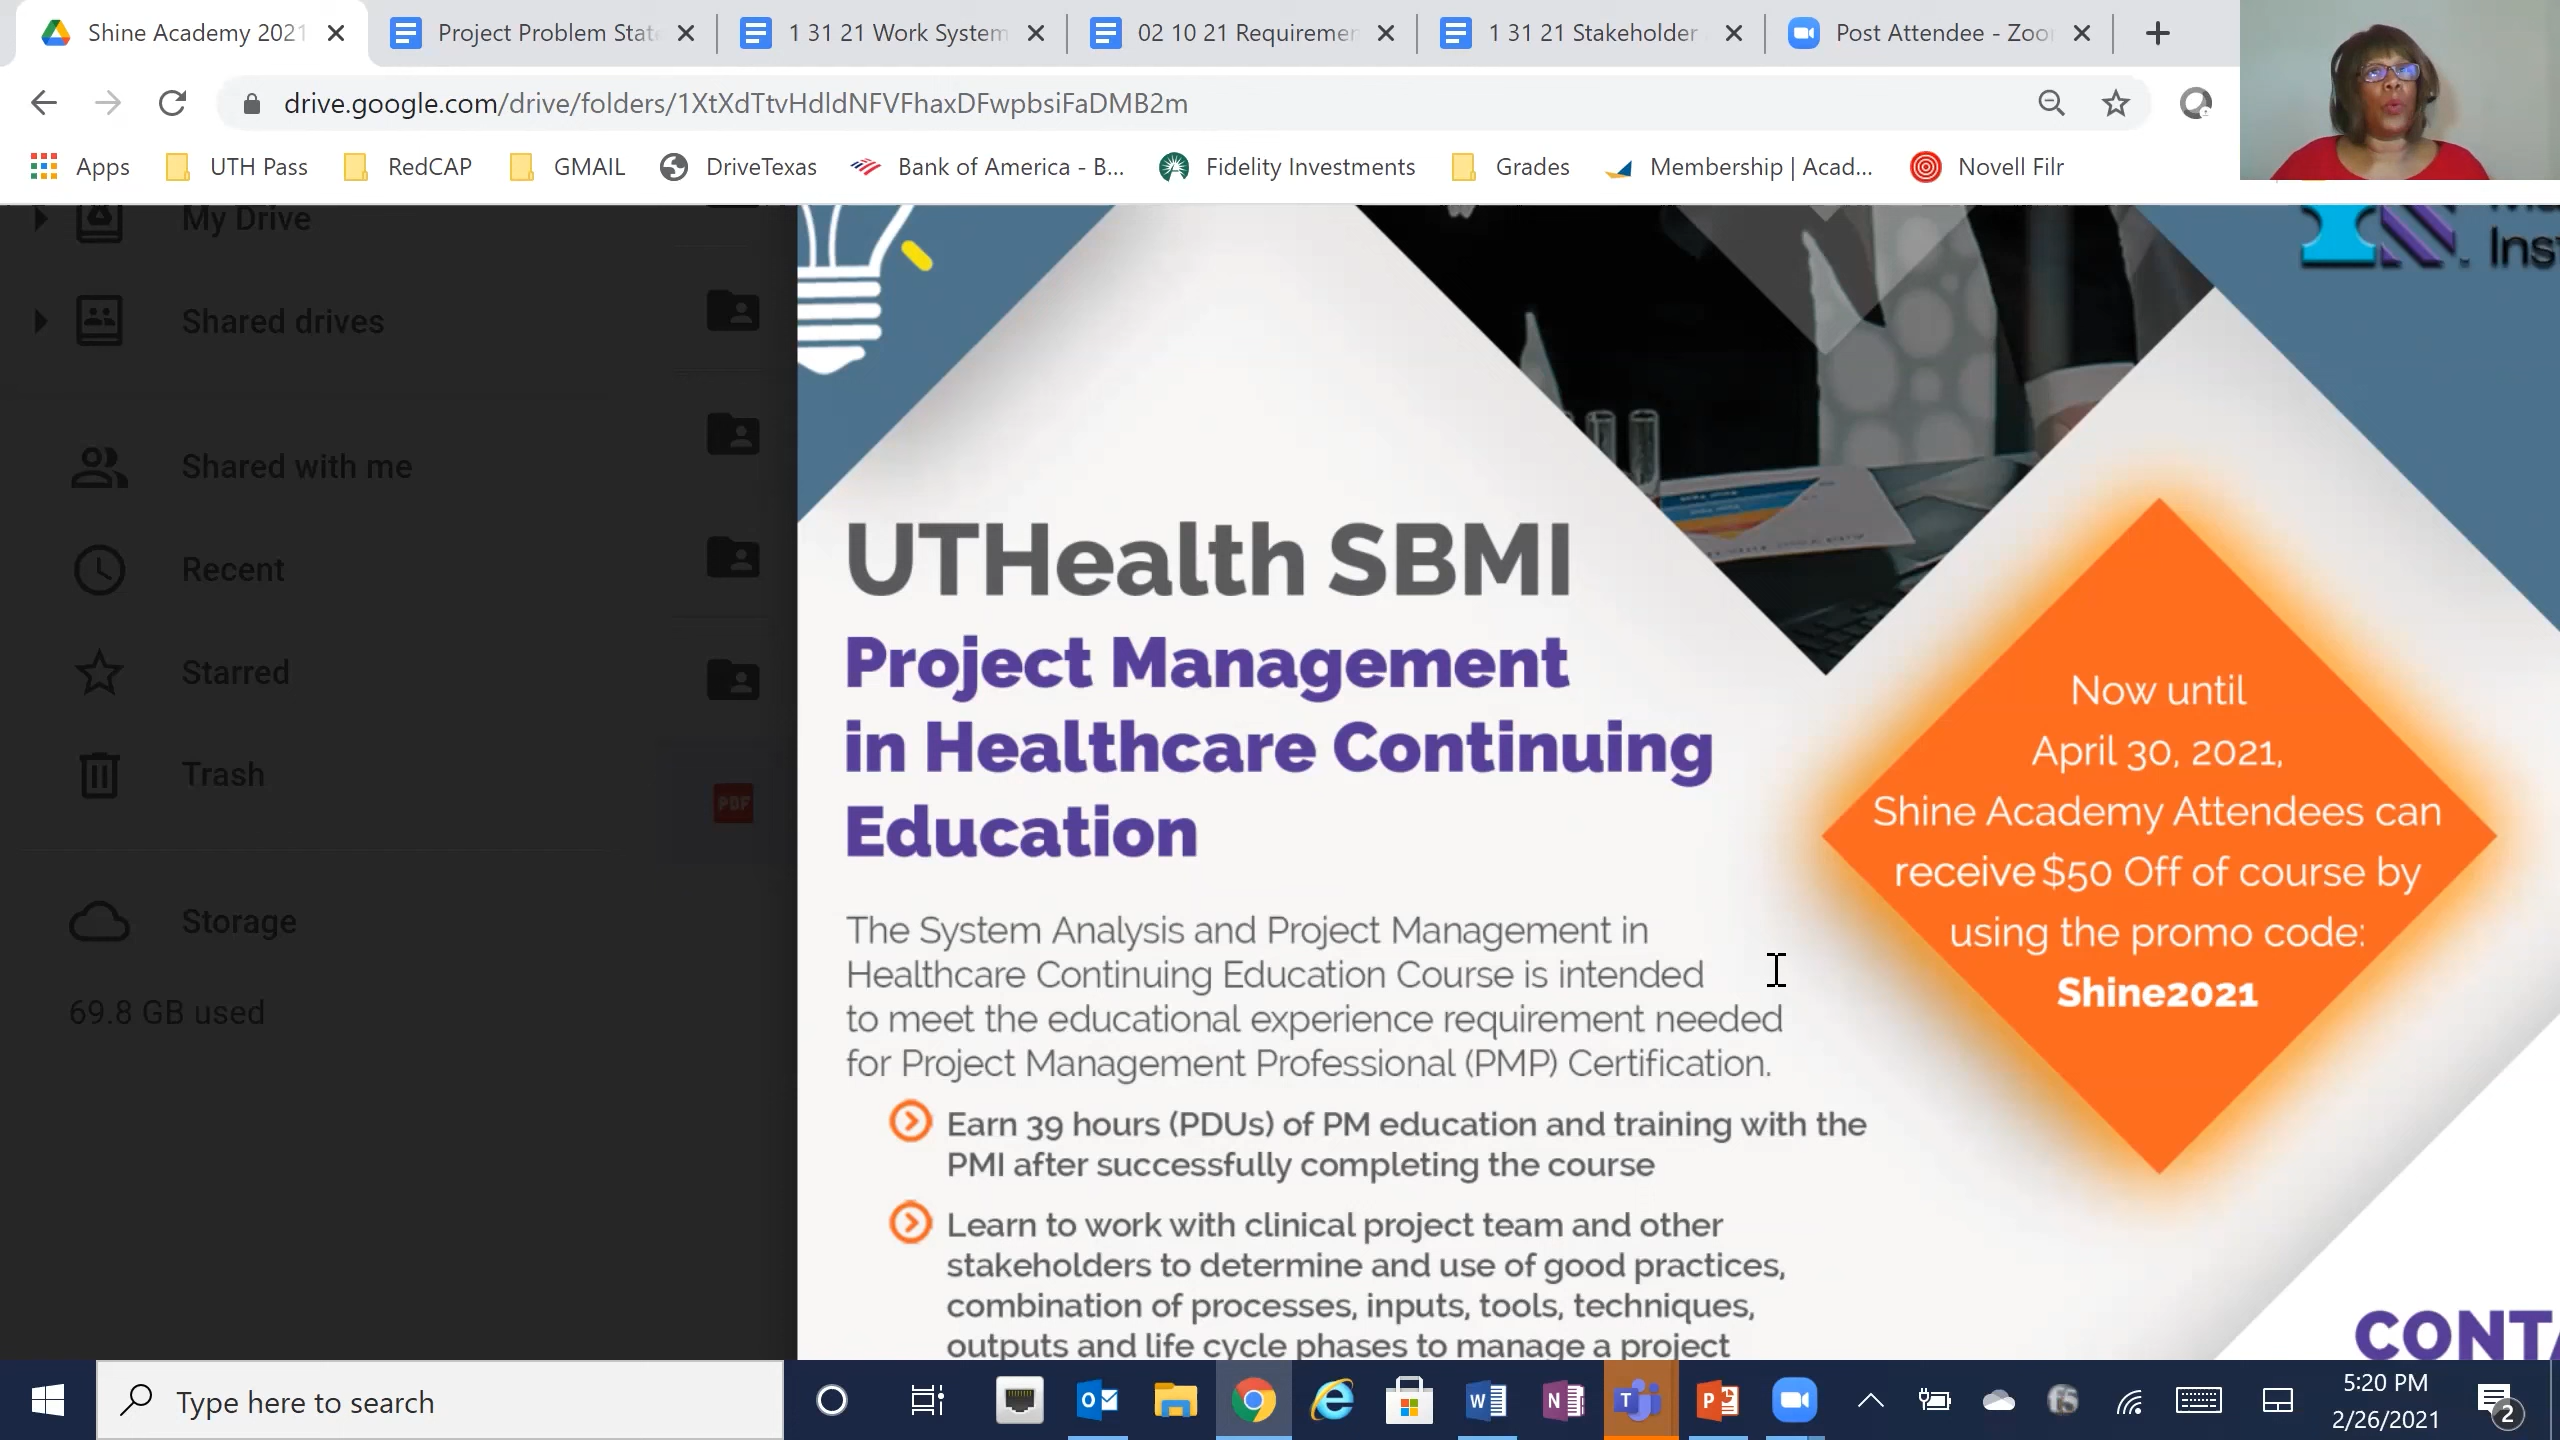 Shine Academy 2021
Project Problem State
1 31 21 Work System
02 10 21 Requiremen
1 31 21 Stakeholder
Post Attendee - Zoo
drive.google.com/drive/folders/1XtXdTtvHdldNFVFhaxDFwpbsiFaDMB2m
Apps
UTH Pass
RedCAP
GMAIL
DriveTexas
Bank of America - B...
Fidelity Investments
Grades
Membership | Acad...
Novell Filr
My Drive
Shared drives
Shared with me
Recent
Starred
Trash
Storage
69.8 GB used
PDF
UTHealth SBMI
Project Management
in Healthcare Continuing
Education
The System Analysis and Project Management in
Healthcare Continuing Education Course is intended
to meet the educational experience requirement needed
for Project Management Professional (PMP) Certification.
Earn 39 hours (PDUs) of PM education and training with the
PMI after successfully completing the course
Learn to work with clinical project team and other
stakeholders to determine and use of good practices,
combination of processes, inputs, tools, techniques,
outputs and life cycle phases to manage a project
Now until
April 30, 2021,
Shine Academy Attendees can
receive $50 Off of course by
using the promo code:
Shine2021
Ins
CONTA
Type here to search
5:20 PM
2/26/2021
2